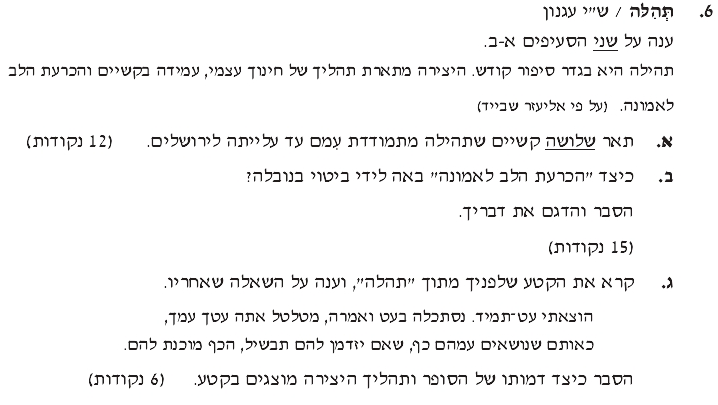 6. תְּהִלָּה / ש"י עגנון
ענה על שני הסעיפים א-ב.
תהילה היא בגדר סיפור קודש. היצירה מתארת תהליך של חינוך עצמי, עמידה בקשיים והכרעת הלב
לאמונה. (על פי אליעזר שבייד)
א. תאר שלושה קשיים שתהילה מתמודדת עִמם עד עלייתה לירושלים. (12 נקודות)
ב. כיצד "הכרעת הלב לאמונה" באה לידי ביטוי בנובלה?
הסבר והדגם את דבריך.
(15 נקודות)
ג. קרא את הקטע שלפניך מתוך "תהלה", וענה על השאלה שאחריו.
הוצאתי עט־תמיד. נסתכלה בעט ואמרה, מטלטל אתה עטך עמך,
כאותם שנושאים עמהם כף, שאם יזדמן להם תבשיל, הכף מוכנת להם.
הסבר כיצד דמותו של הסופר ותהליך היצירה מוצגים בקטע. (6 נקודות)